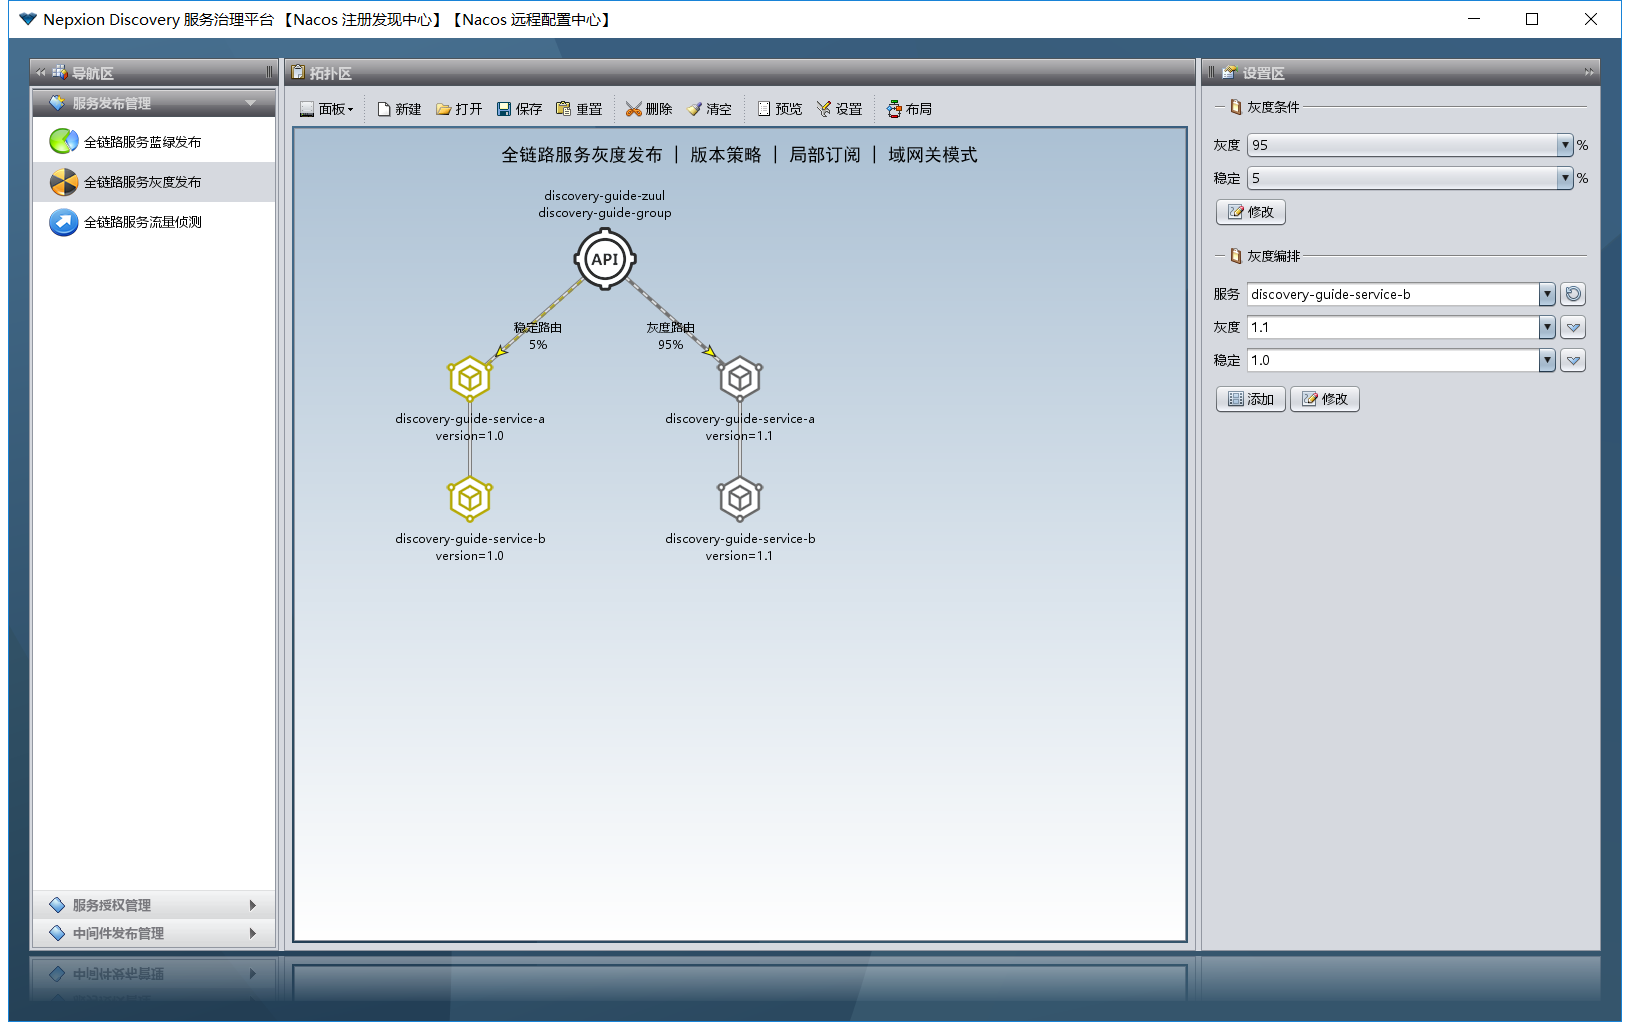 Nepxion Discovery 服务治理平台 【Nacos 注册发现中心】【Nacos 远程配置中心】
导航区
服务发布管理
全链路服务蓝绿发布
全链路服务灰度发布
全链路服务流量侦测
服务授权管理
中间件发布管理
拓扑区
面板 新建 打开 保存 重置 删除 清空 预览 设置 布局
全链路服务灰度发布 | 版本策略 | 局部订阅 | 域网关模式
discovery-guide-zuul
discovery-guide-group
API
稳定路由
5%
灰度路由
95%
discovery-guide-service-a
version=1.0
discovery-guide-service-a
version=1.1
discovery-guide-service-b
version=1.0
discovery-guide-service-b
version=1.1
设置区
灰度条件
灰度 95 %
稳定 5 %
修改
灰度编排
服务 discovery-guide-service-b
灰度 1.1
稳定 1.0
添加 修改